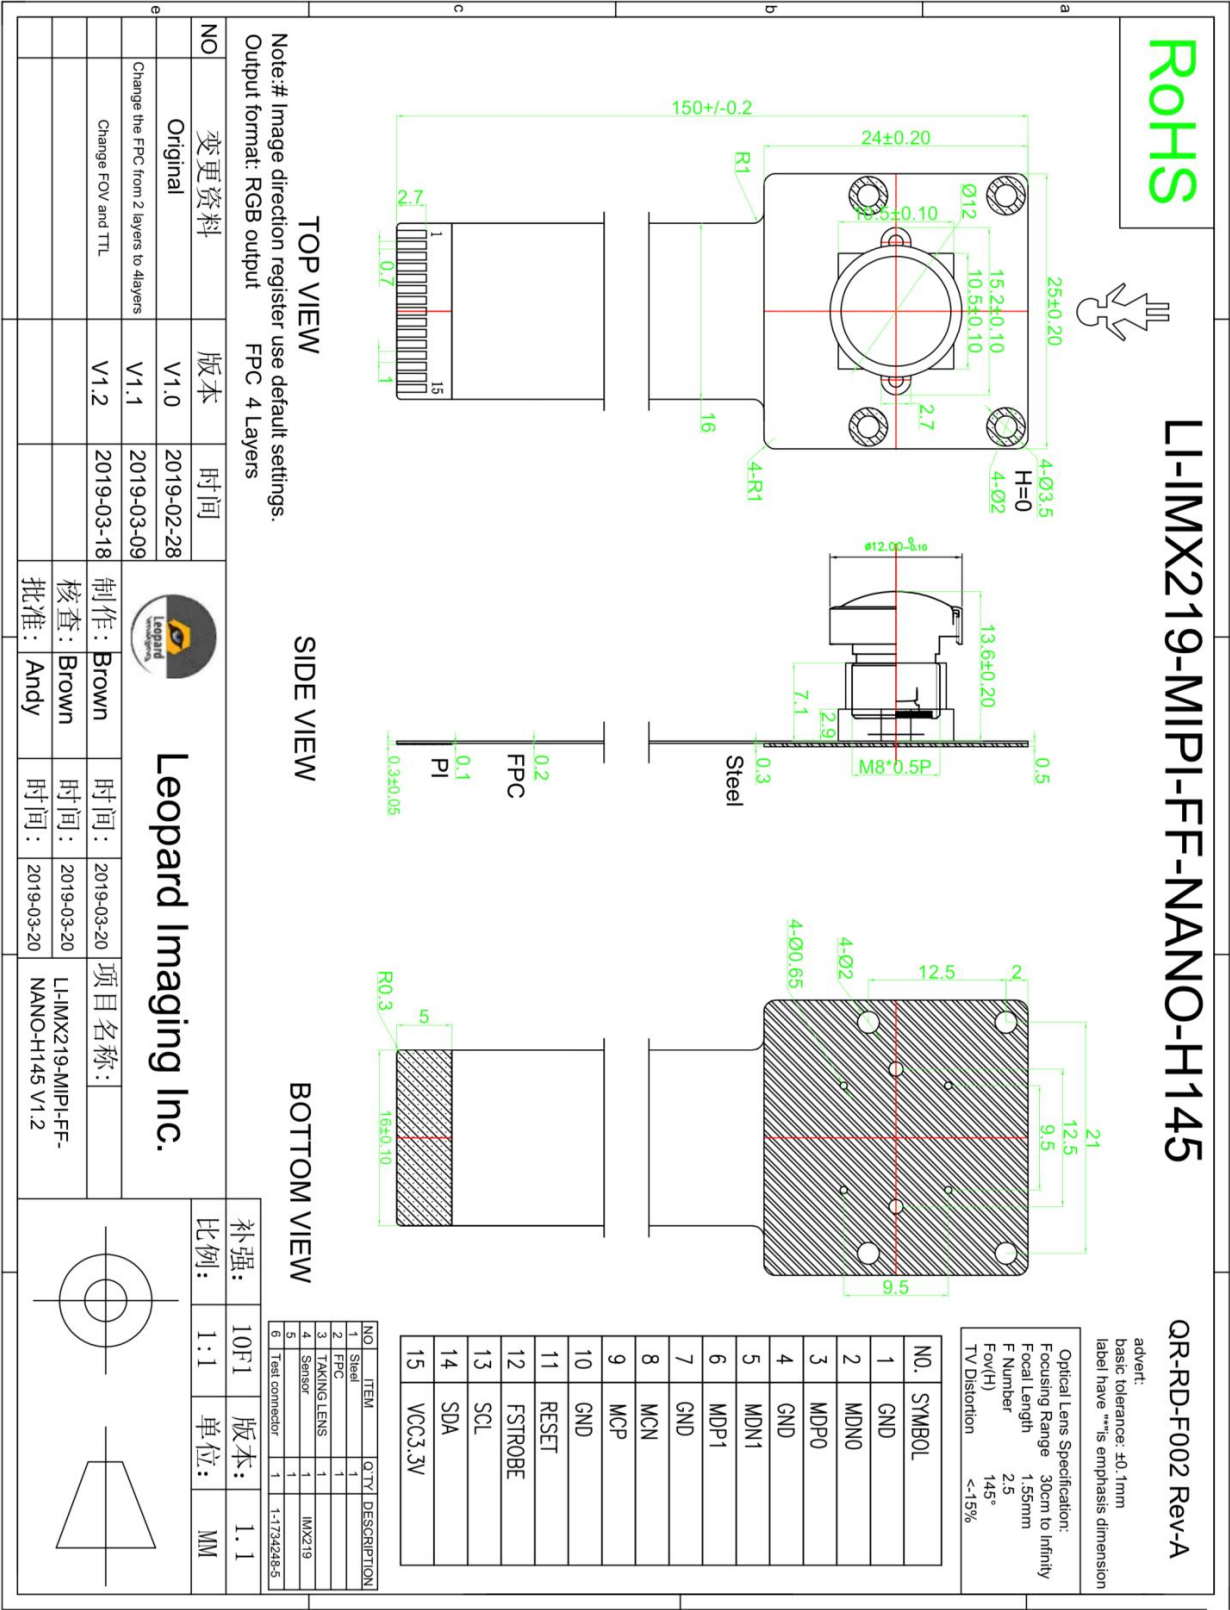 RoHS
LI-IMX219-MIPI-FF-NANO-H145
QR-RD-F002 Rev-A
a
b
c
e
advert:
basic tolerance: ±0.1mm
label have "*"is emphasis dimension
Optical Lens Specification:
Focusing Range 30cm to Infinity
Focal Length 1.55mm
F Number 2.5
Fov(H) 145°
TV Distortion <-15%
25±0.20
15.2±0.10
10.5±0.10
Ø12
10.5±0.10
24±0.20
150+/-0.2
2.7
4-Ø3.5
H=0
4-Ø2
4-R1
R1
16
2.7
1
15
0.7
1
TOP VIEW
13.6±0.20
7.1
2.9
M8*0.5P
0.5
0.3
Steel
0.2
FPC
0.1
PI
0.3±0.05
SIDE VIEW
21
12.5
9.5
2
12.5
4-Ø2
4-Ø0.65
9.5
5
R0.3
16±0.10
BOTTOM VIEW
Note:# Image direction register use default settings.
Output format: RGB output FPC 4 Layers
NO. SYMBOL
1 GND
2 MDN0
3 MDP0
4 GND
5 MDN1
6 MDP1
7 GND
8 MCN
9 MCP
10 GND
11 RESET
12 FSTROBE
13 SCL
14 SDA
15 VCC3.3V
NO ITEM Q'TY DESCRIPTION
1 Steel 1
2 FPC 1
3 TAKING LENS 1
4 Sensor 1 IMX219
5 1
6 Test connector 1 1-1734248-5
NO 变更资料 版本 时间
Original V1.0 2019-02-28
Change the FPC from 2 layers to 4layers V1.1 2019-03-09
Change FOV and TTL V1.2 2019-03-18
Leopard
Leopard Imaging Inc.
制作: Brown 时间: 2019-03-20
核查: Brown 时间: 2019-03-20
批准: Andy 时间: 2019-03-20
项目名称:
LI-IMX219-MIPI-FF-
NANO-H145 V1.2
补强: 10F1 版本: 1.1
比例: 1:1 单位: MM